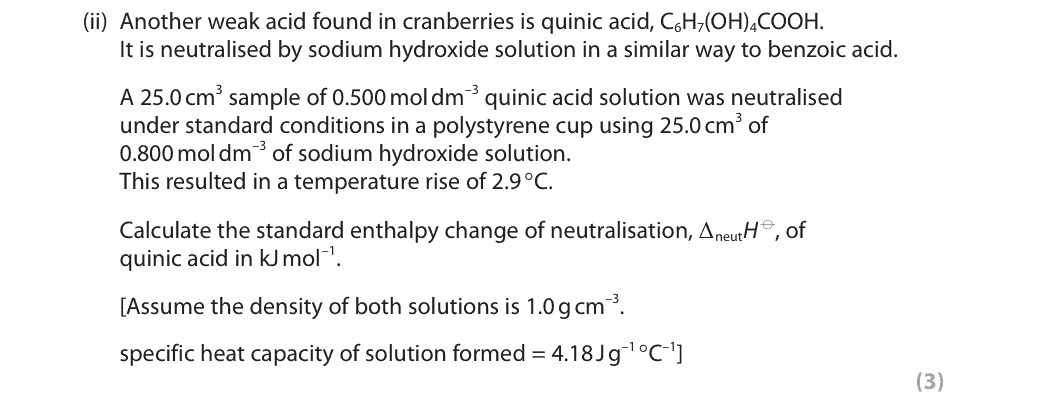 (ii) Another weak acid found in cranberries is quinic acid, C₆H₇(OH)₄COOH.
It is neutralised by sodium hydroxide solution in a similar way to benzoic acid.
A 25.0 cm³ sample of 0.500 mol dm⁻³ quinic acid solution was neutralised
under standard conditions in a polystyrene cup using 25.0 cm³ of
0.800 mol dm⁻³ of sodium hydroxide solution.
This resulted in a temperature rise of 2.9 °C.
Calculate the standard enthalpy change of neutralisation, ΔₙₑᵤₜH⦵, of
quinic acid in kJ mol⁻¹.
[Assume the density of both solutions is 1.0 g cm⁻³.
specific heat capacity of solution formed = 4.18 J g⁻¹ °C⁻¹]
(3)